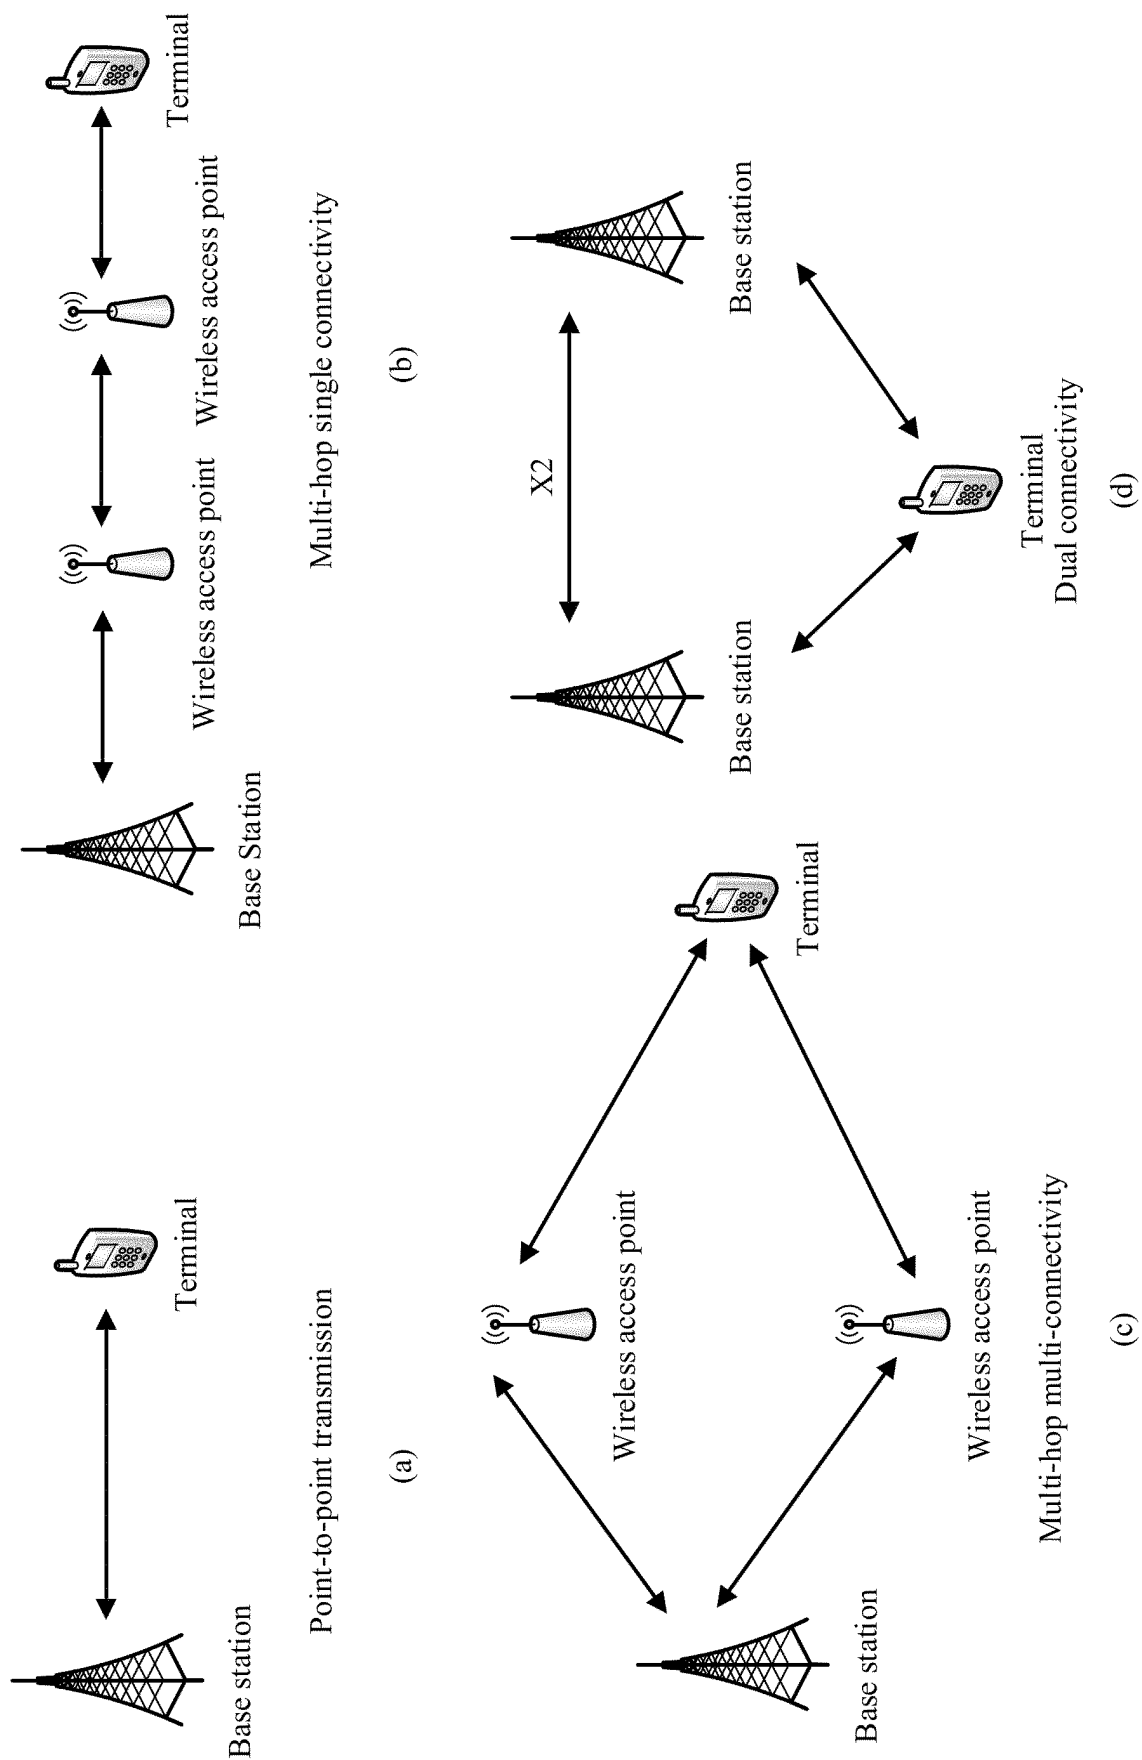 Base station
Terminal
Point-to-point transmission
(a)
Base Station
Wireless access point
Wireless access point
Terminal
Multi-hop single connectivity
(b)
Base station
Wireless access point
Wireless access point
Terminal
Multi-hop multi-connectivity
(c)
X2
Base station
Base station
Terminal
Dual connectivity
(d)